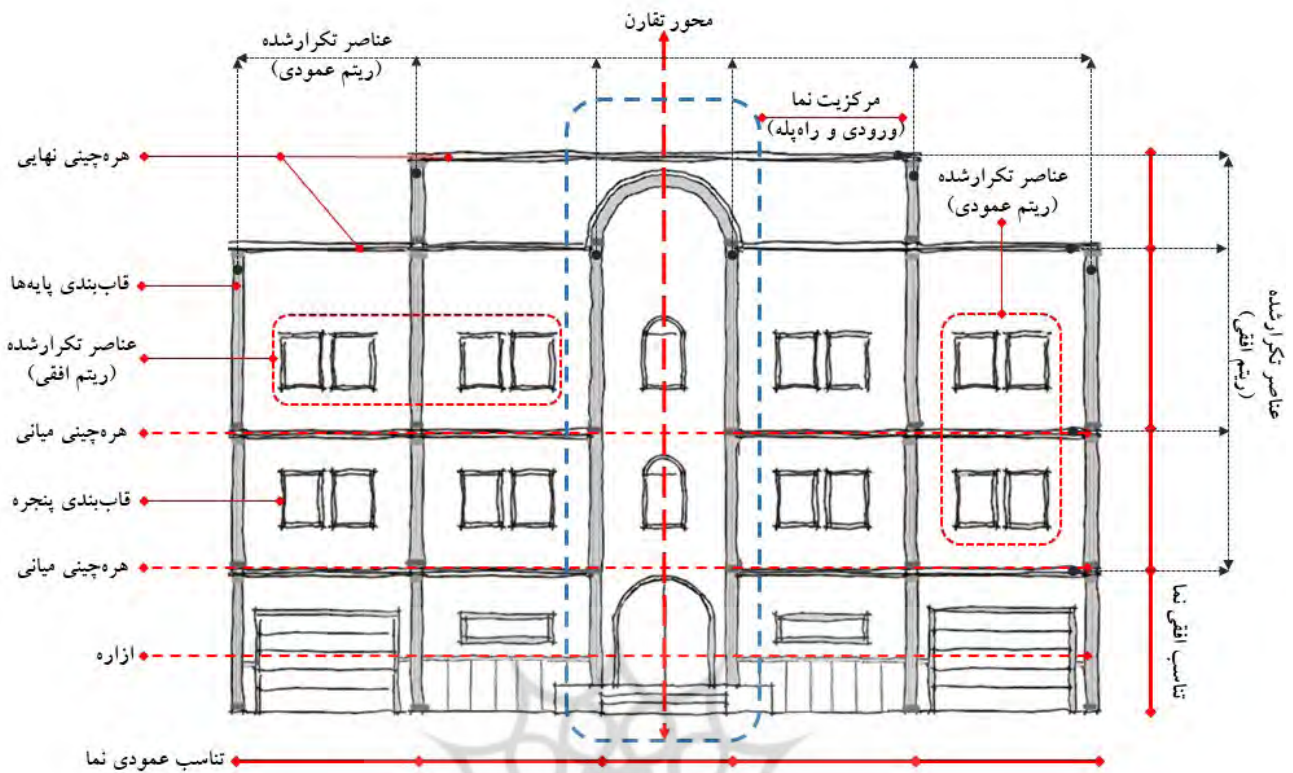 محور تقارن
عناصر تکرارشده
(ریتم عمودی)
مرکزیت نما
(ورودی و راه‌پله)
هره‌چینی نهایی
عناصر تکرارشده
(ریتم عمودی)
قاب‌بندی پایه‌ها
عناصر تکرارشده
(ریتم افقی)
عناصر تکرارشده
(ریتم افقی)
هره‌چینی میانی
قاب‌بندی پنجره
هره‌چینی میانی
تناسب افقی نما
ازاره
تناسب عمودی نما